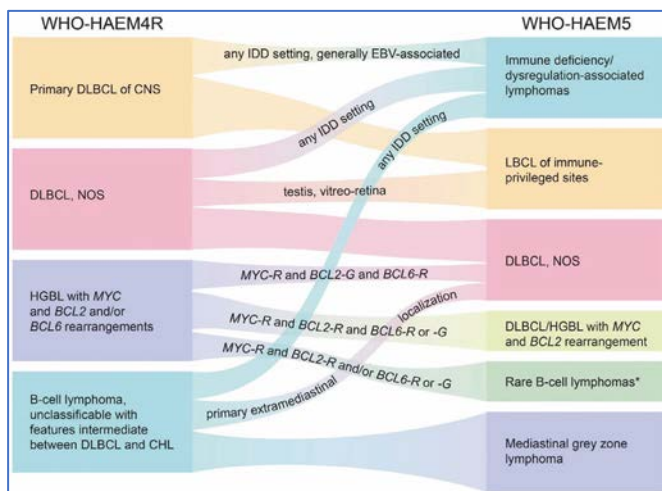 WHO-HAEM4R
WHO-HAEM5
Primary DLBCL of CNS
DLBCL, NOS
HGBL with MYC
and BCL2 and/or
BCL6 rearrangements
B-cell lymphoma,
unclassifiable with
features intermediate
between DLBCL and CHL
any IDD setting, generally EBV-associated
any IDD setting
any IDD setting
testis, vitreo-retina
MYC-R and BCL2-G and BCL6-R
MYC-R and BCL2-R and BCL6-R or -G
MYC-R and BCL2-R and/or BCL6-R or -G
primary extramediastinal
localization
Immune deficiency/
dysregulation-associated
lymphomas
LBCL of immune-
privileged sites
DLBCL, NOS
DLBCL/HGBL with MYC
and BCL2 rearrangement
Rare B-cell lymphomas*
Mediastinal grey zone
lymphoma